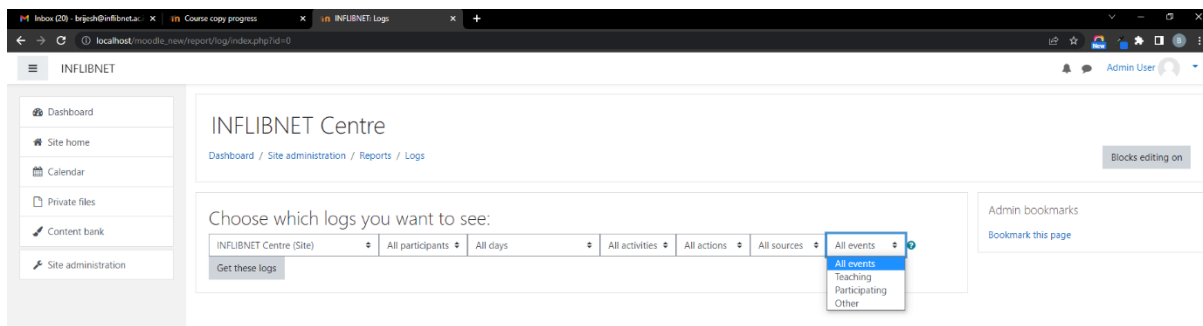 Inbox (20) - brijesh@inflibnet.ac. Course copy progress INFLIBNET: Logs
localhost/moodle_new/report/log/index.php?id=0
New
B
INFLIBNET
Admin User
Dashboard
Site home
Calendar
Private files
Content bank
Site administration
INFLIBNET Centre
Dashboard / Site administration / Reports / Logs
Blocks editing on
Choose which logs you want to see:
INFLIBNET Centre (Site) All participants All days All activities All actions All sources All events
All events
Teaching
Participating
Other
Get these logs
Admin bookmarks
Bookmark this page